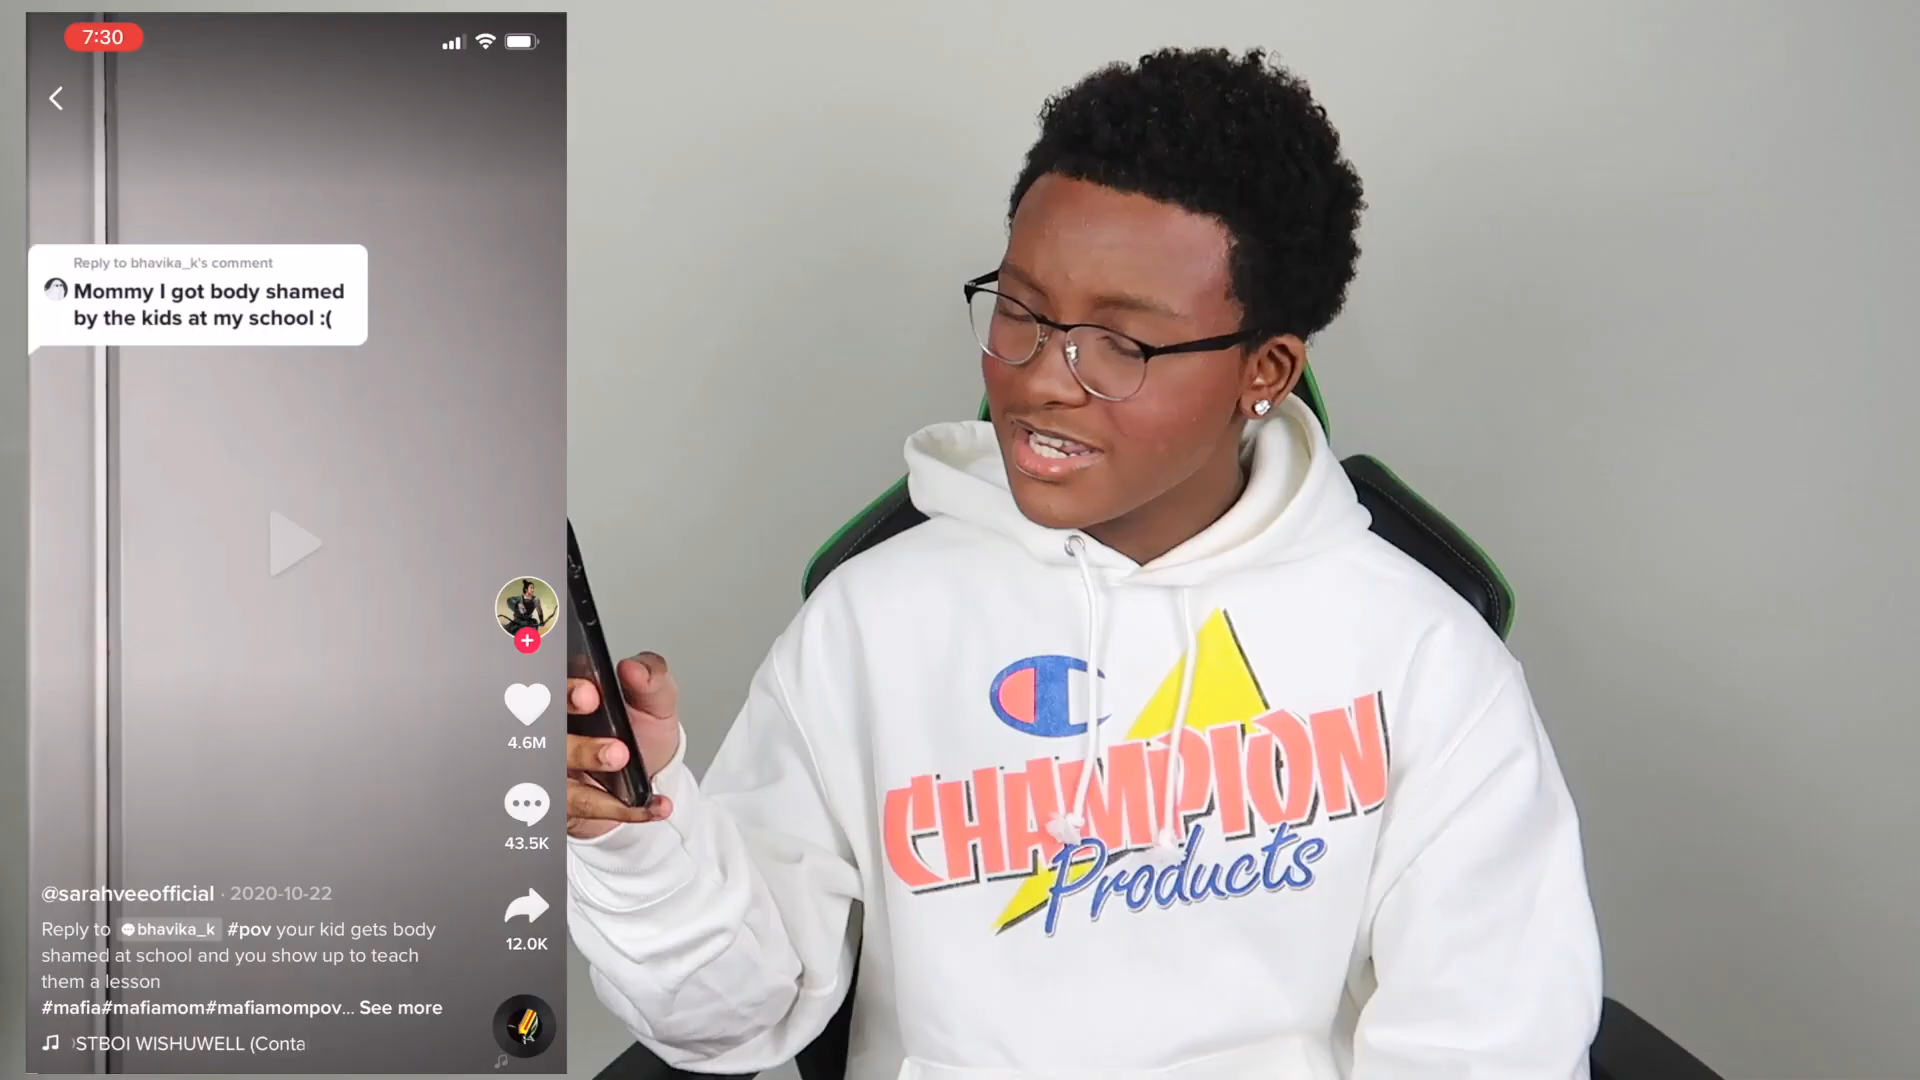 7:30
Reply to bhavika_k's comment
Mommy I got body shamed
by the kids at my school :(
4.6M
43.5K
12.0K
@sarahveeofficial · 2020-10-22
Reply to bhavika_k #pov your kid gets body
shamed at school and you show up to teach
them a lesson
#mafia#mafiamom#mafiamompov... See more
STBOI WISHUWELL (Conta
CHAMPION
Products